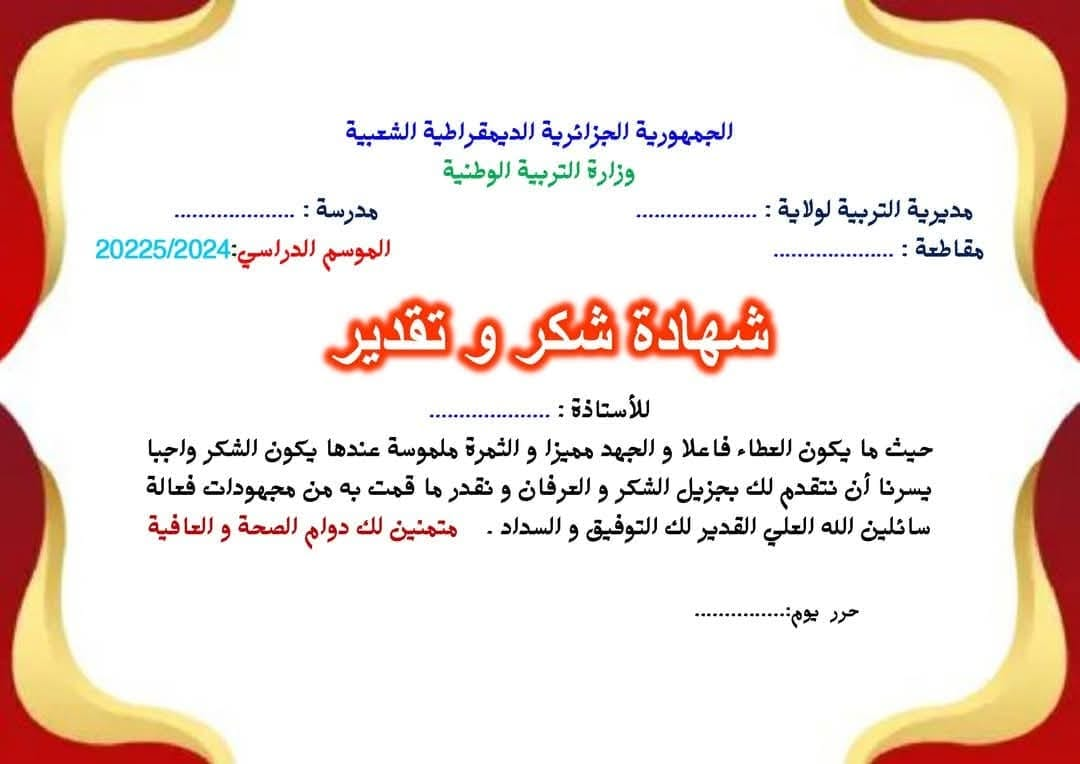 الجمهورية الجزائرية الديمقراطية الشعبية
وزارة التربية الوطنية
مديرية التربية لولاية : .................... مدرسة : ....................
مقاطعة : .................... الموسم الدراسي:20225/2024
شهادة شكر و تقدير
للأستاذة : ....................
حيث ما يكون العطاء فاعلا و الجهد مميزا و الثمرة ملموسة عندها يكون الشكر واجبا
يسرنا أن نتقدم لك بجزيل الشكر و العرفان و نقدر ما قمت به من مجهودات فعالة
سائلين الله العلي القدير لك التوفيق و السداد . متمنين لك دوام الصحة و العافية
حرر يوم:...............